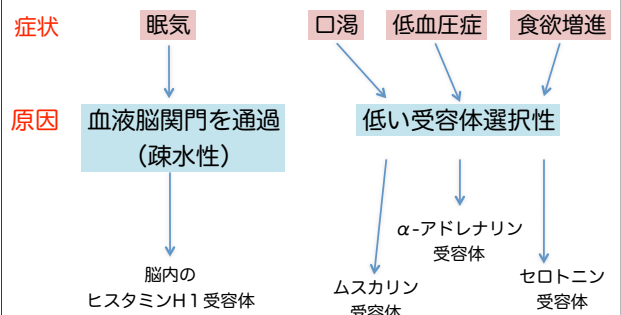 症状
眠気
口渇
低血圧症
食欲増進
原因
血液脳関門を通過
（疎水性）
低い受容体選択性
脳内の
ヒスタミンH１受容体
ムスカリン
受容体
α-アドレナリン
受容体
セロトニン
受容体